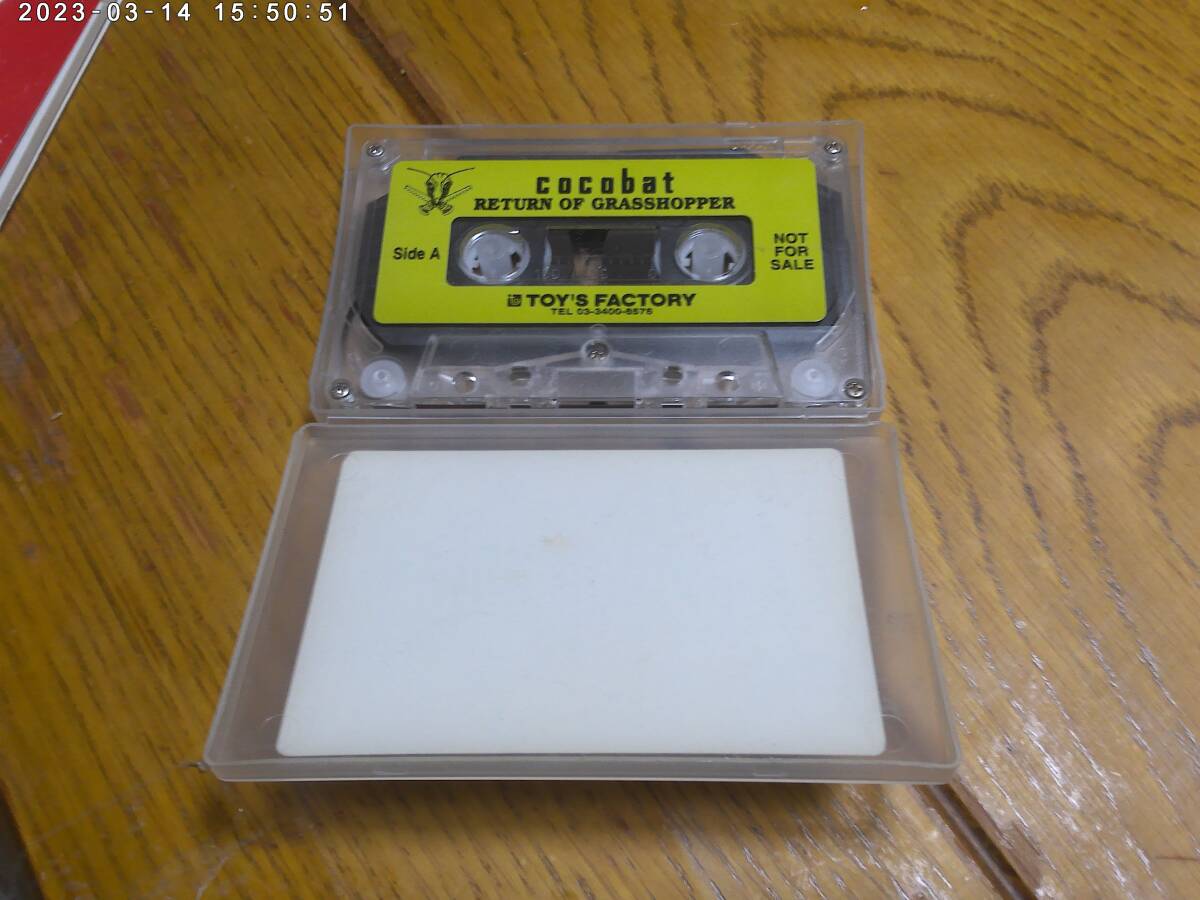 2023-03-14 15:50:51
cocobat
RETURN OF GRASSHOPPER
Side A
NOT
FOR
SALE
TOY'S FACTORY
TEL 03-3400-8576